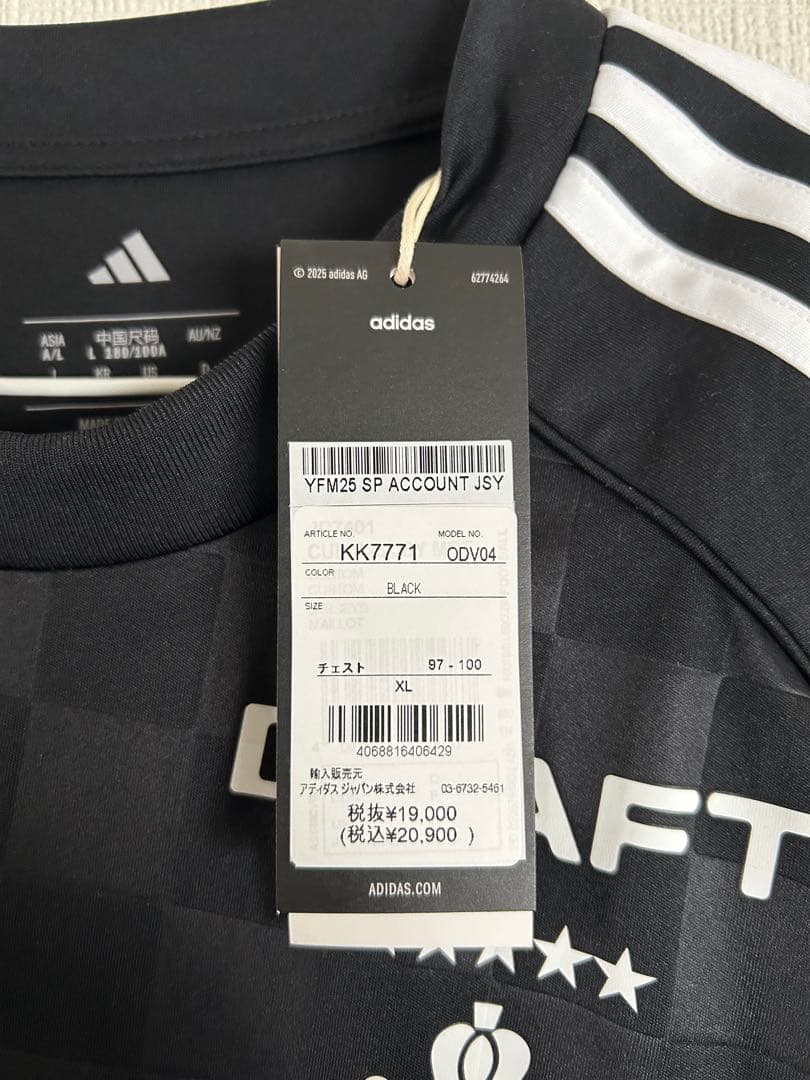 © 2025 adidas AG
62774264
adidas
ASIA
中国尺码
AU/NZ
A/L
L 180/100A
YFM25 SP ACCOUNT JSY
ARTICLE NO.
MODEL NO.
KK7771
ODV04
COLOR
BLACK
SIZE
チェスト
97 - 100
XL
4068816406429
輸入販売元
アディダス ジャパン株式会社 03-6732-5461
税抜¥19,000
(税込¥20,900 )
ADIDAS.COM
AFT